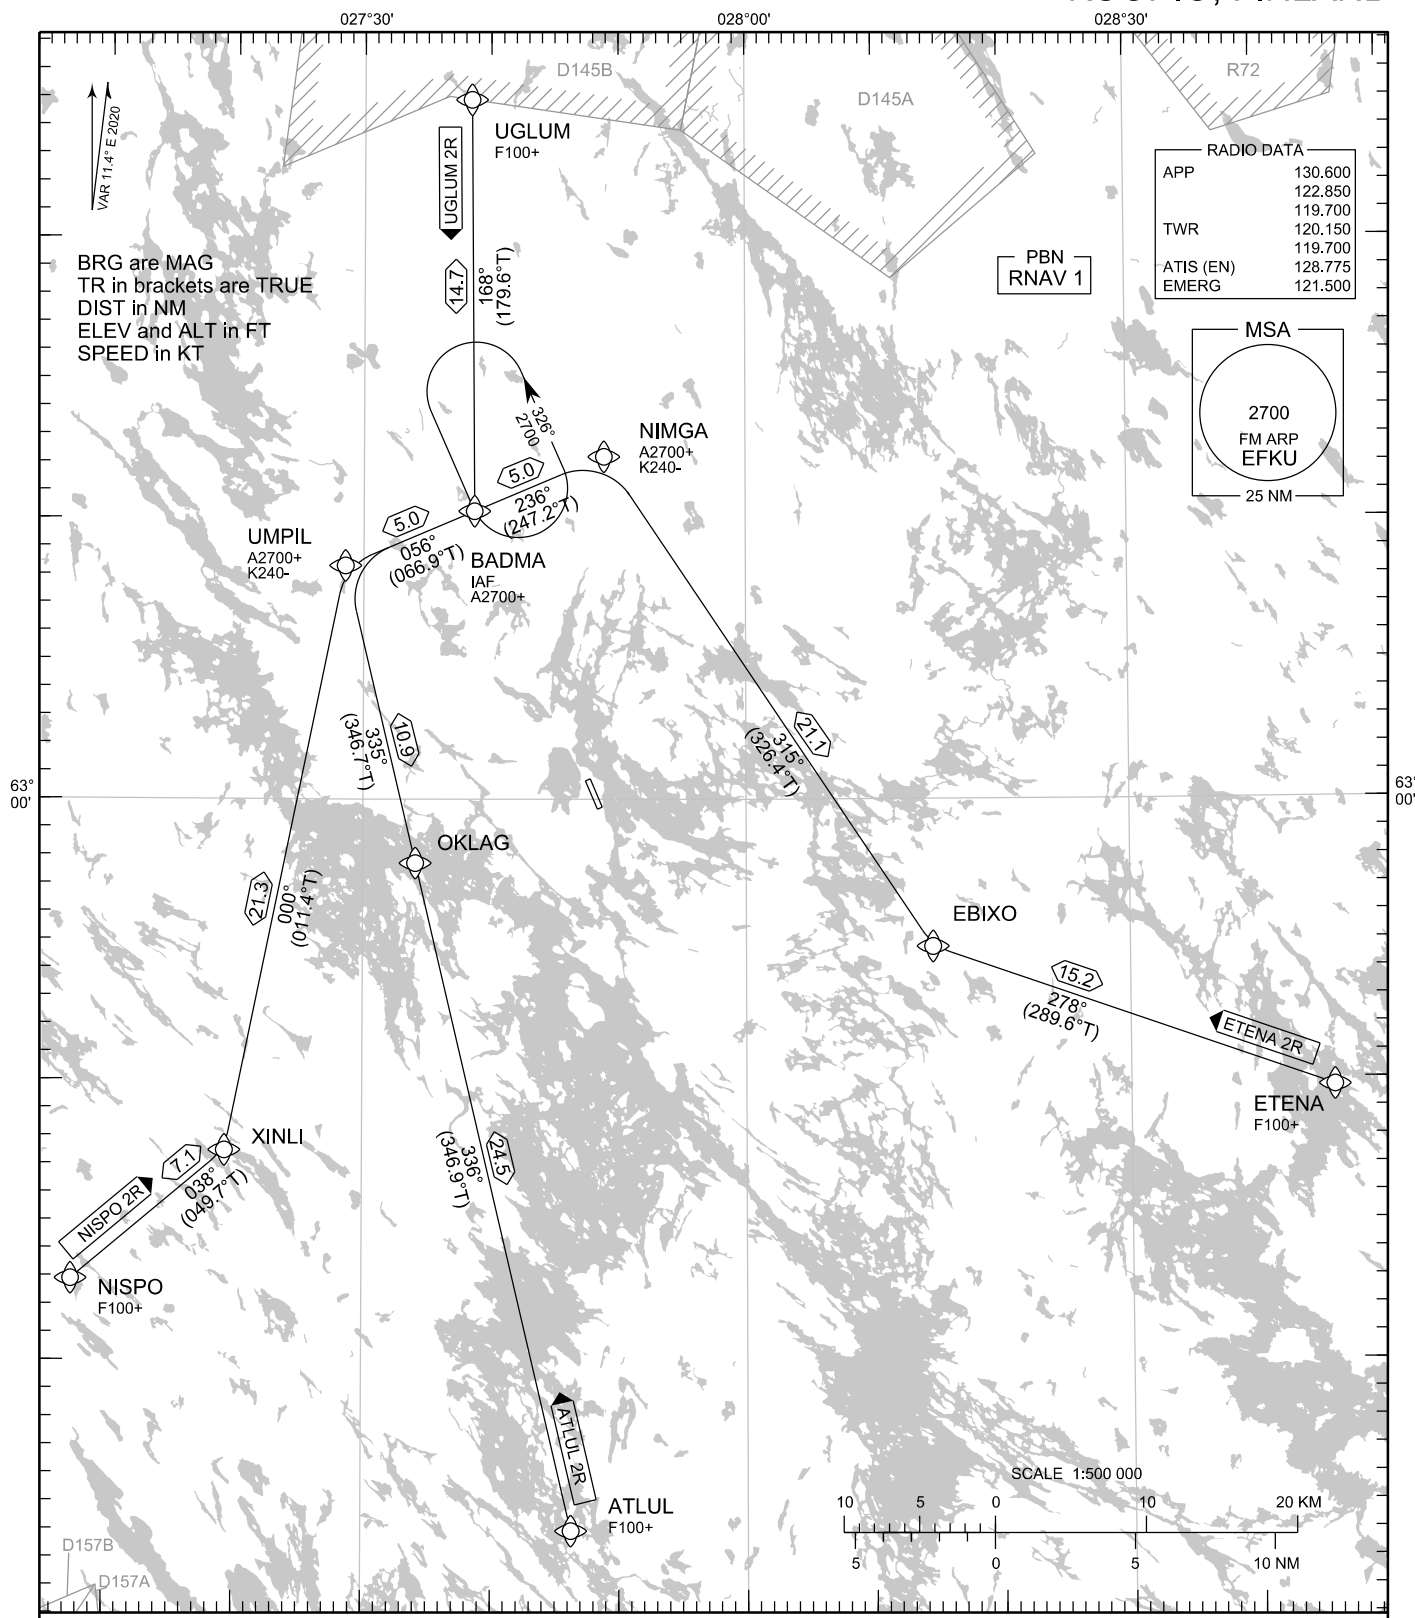 027°30'
028°00'
028°30'
D145B
D145A
R72
VAR 11.4° E 2020
UGLUM
F100+
UGLUM 2R
14.7
168°
(179.6°T)
BRG are MAG
TR in brackets are TRUE
DIST in NM
ELEV and ALT in FT
SPEED in KT
RADIO DATA
APP 130.600
122.850
119.700
TWR 120.150
119.700
ATIS (EN) 128.775
EMERG 121.500
PBN
RNAV 1
MSA
2700
FM ARP
EFKU
25 NM
326°
2700
NIMGA
A2700+
K240-
5.0
236°
(247.2°T)
UMPIL
A2700+
K240-
5.0
056°
(066.9°T)
BADMA
IAF
A2700+
10.9
335°
(346.7°T)
21.1
315°
(326.4°T)
63°
00'
63°
00'
OKLAG
21.3
000°
(011.4°T)
EBIXO
15.2
278°
(289.6°T)
ETENA 2R
ETENA
F100+
XINLI
7.1
038°
(049.7°T)
NISPO 2R
NISPO
F100+
24.5
336°
(346.9°T)
ATLUL 2R
ATLUL
F100+
SCALE 1:500 000
10 5 0 10 20 KM
5 0 5 10 NM
D157B
D157A